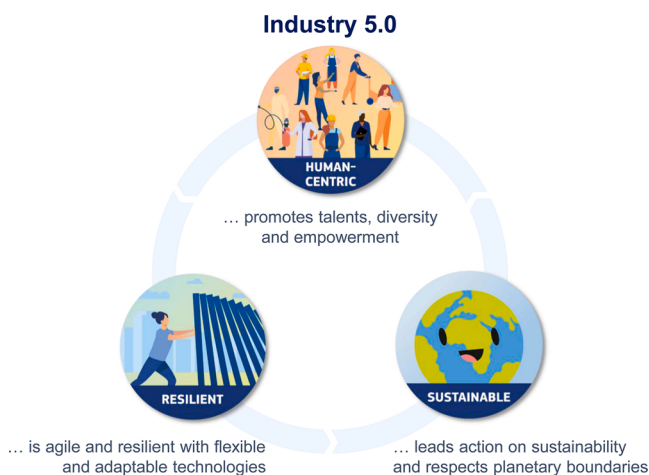 Industry 5.0
HUMAN-
CENTRIC
… promotes talents, diversity
and empowerment
RESILIENT
SUSTAINABLE
… is agile and resilient with flexible
and adaptable technologies
… leads action on sustainability
and respects planetary boundaries